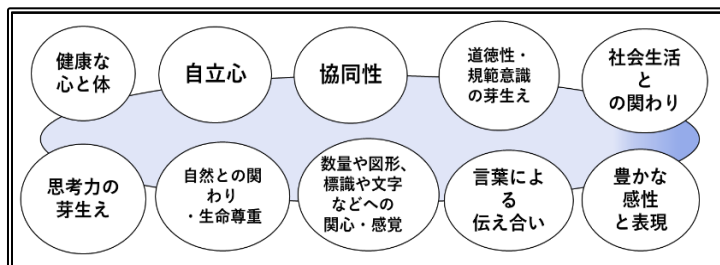 健康な
心と体
自立心
協同性
道徳性・
規範意識
の芽生え
社会生活
と
の関わり
思考力の
芽生え
自然との関
わり
・生命尊重
数量や図形、
標識や文字
などへの
関心・感覚
言葉によ
る
伝え合い
豊かな
感性
と表現